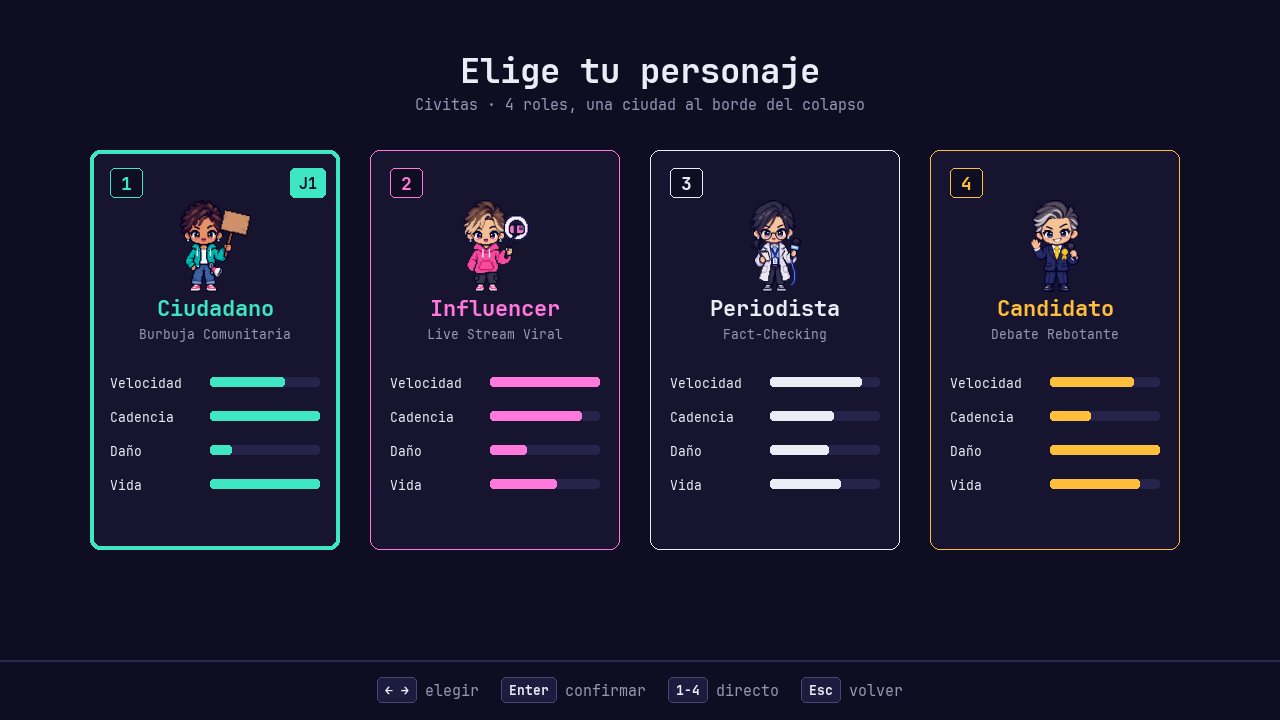 Elige tu personaje
Civitas · 4 roles, una ciudad al borde del colapso
1
J1
Ciudadano
Burbuja Comunitaria
Velocidad
Cadencia
Daño
Vida
2
Influencer
Live Stream Viral
Velocidad
Cadencia
Daño
Vida
3
Periodista
Fact-Checking
Velocidad
Cadencia
Daño
Vida
4
Candidato
Debate Rebotante
Velocidad
Cadencia
Daño
Vida
← → elegir Enter confirmar 1-4 directo Esc volver